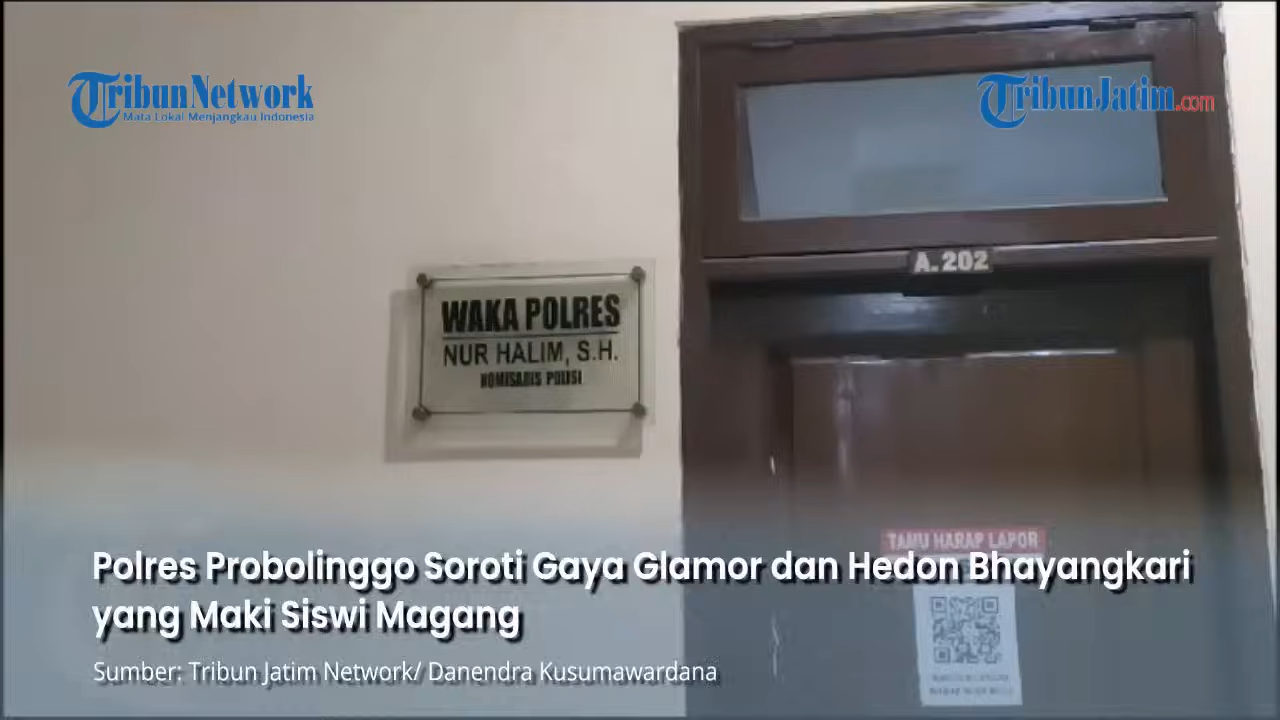 TribunNetwork
Mata Lokal Menjangkau Indonesia
TribunJatim.com
A.202
WAKA POLRES
NUR HALIM, S.H.
KOMISARIS POLISI
TAMU HARAP LAPOR
Polres Probolinggo Soroti Gaya Glamor dan Hedon Bhayangkari
yang Maki Siswi Magang
Sumber: Tribun Jatim Network/ Danendra Kusumawardana